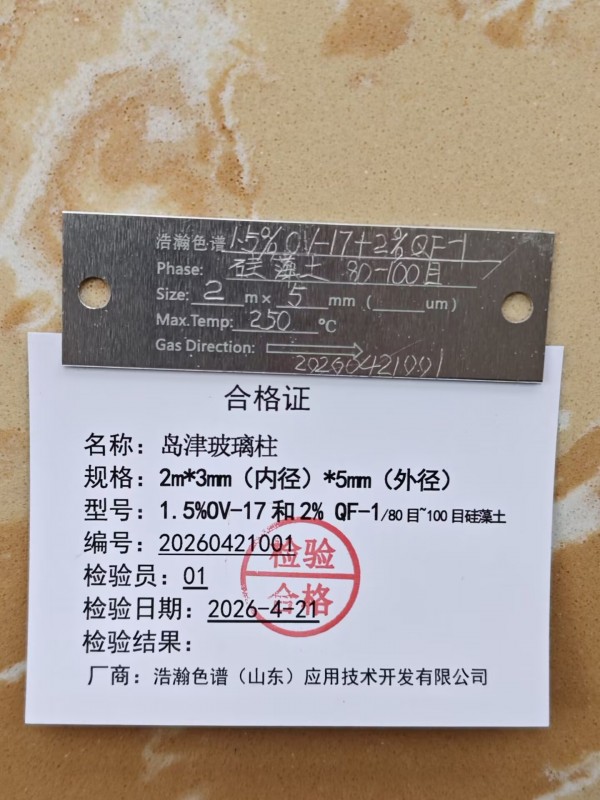 浩瀚色谱 1.5%OV-17+2%QF-1
Phase: 硅藻土 80-100目
Size: 2 m× 5 mm ( um)
Max.Temp: 250 ℃
Gas Direction:
20260421001
合格证
名称：岛津玻璃柱
规格：2m*3mm（内径）*5mm（外径）
型号：1.5%OV-17 和 2% QF-1/80 目~100 目硅藻土
编号：20260421001
检验员：01
检验日期：2026-4-21
检验结果：
厂商：浩瀚色谱（山东）应用技术开发有限公司
检验
合格